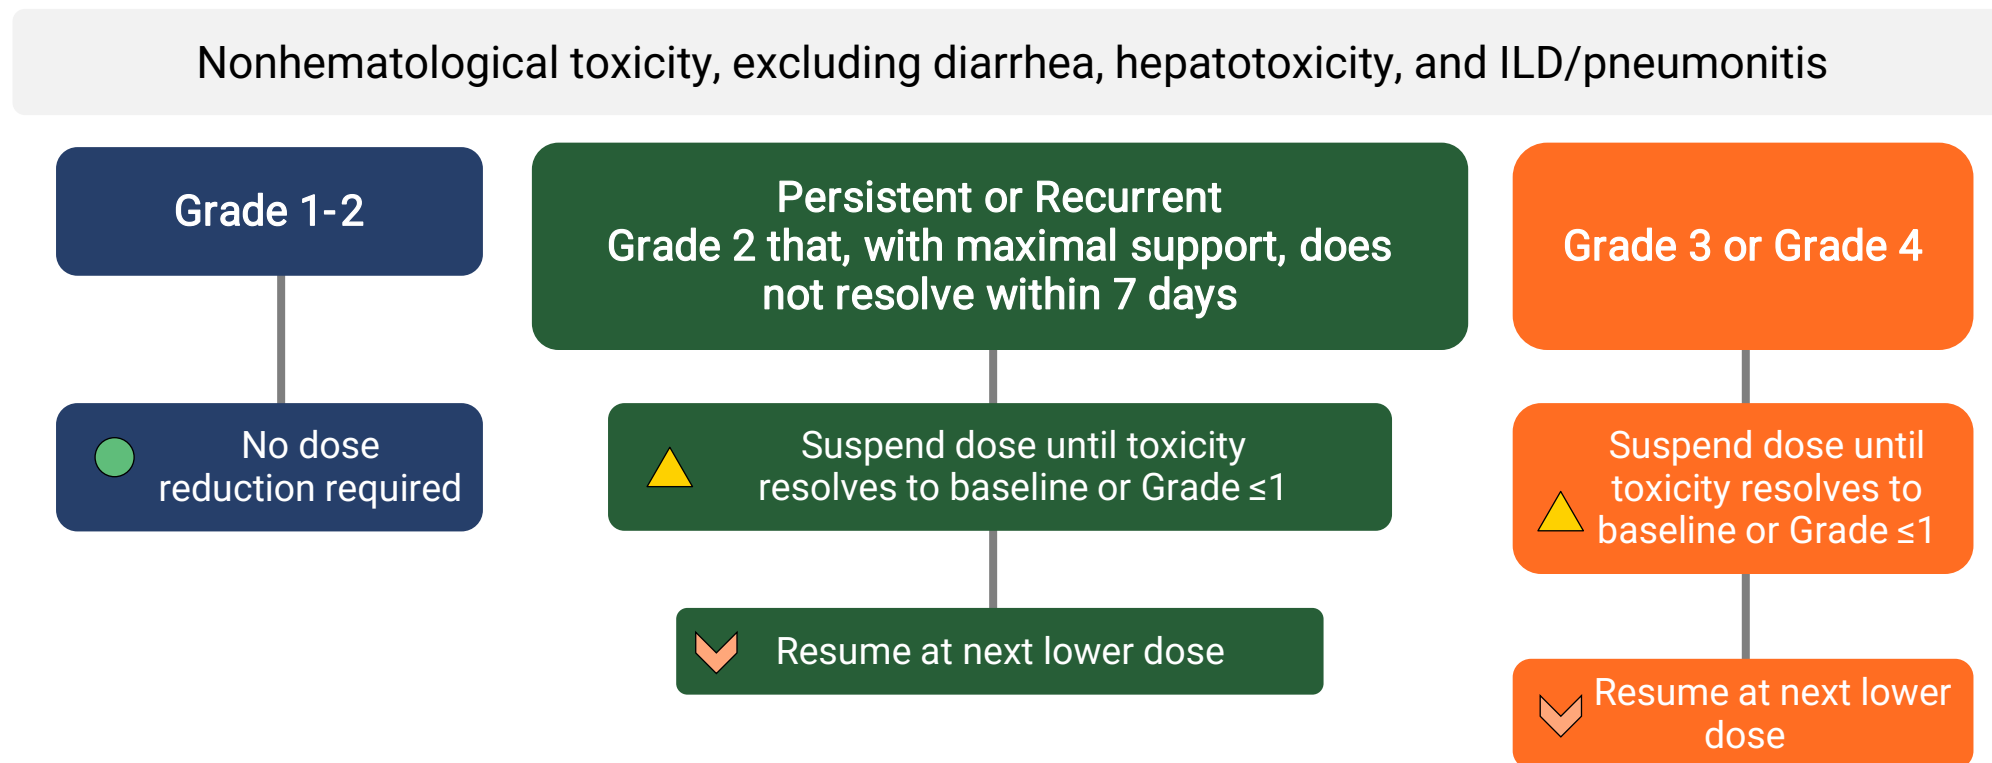 Nonhematological toxicity, excluding diarrhea, hepatotoxicity, and ILD/pneumonitis
Grade 1-2
No dose
reduction required
Persistent or Recurrent
Grade 2 that, with maximal support, does
not resolve within 7 days
Suspend dose until toxicity
resolves to baseline or Grade ≤1
Resume at next lower dose
Grade 3 or Grade 4
Suspend dose until
toxicity resolves to
baseline or Grade ≤1
Resume at next lower
dose